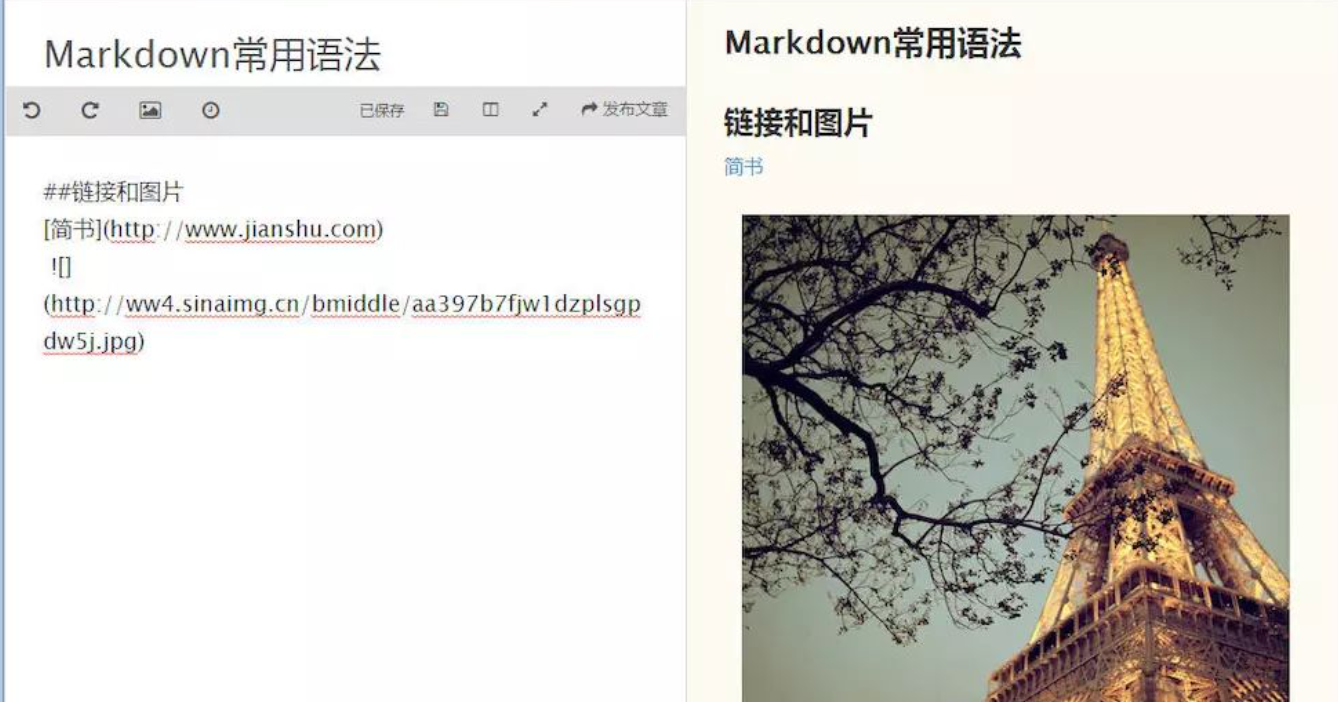 Markdown常用语法
已保存
发布文章
##链接和图片
[简书](http://www.jianshu.com)
![]
(http://ww4.sinaimg.cn/bmiddle/aa397b7fjw1dzplsgp
dw5j.jpg)
Markdown常用语法
链接和图片
简书